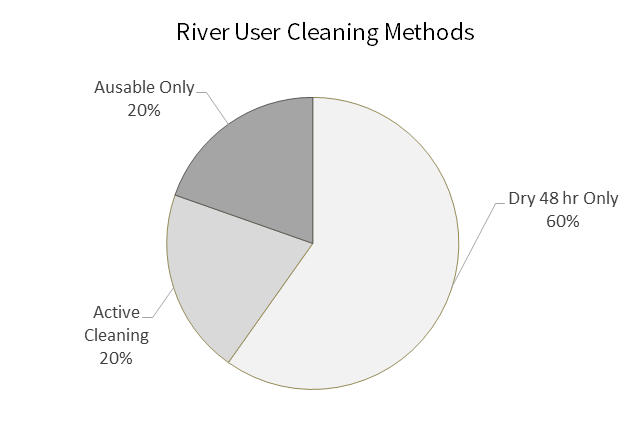 River User Cleaning Methods
Ausable Only
20%
Dry 48 hr Only
60%
Active
Cleaning
20%